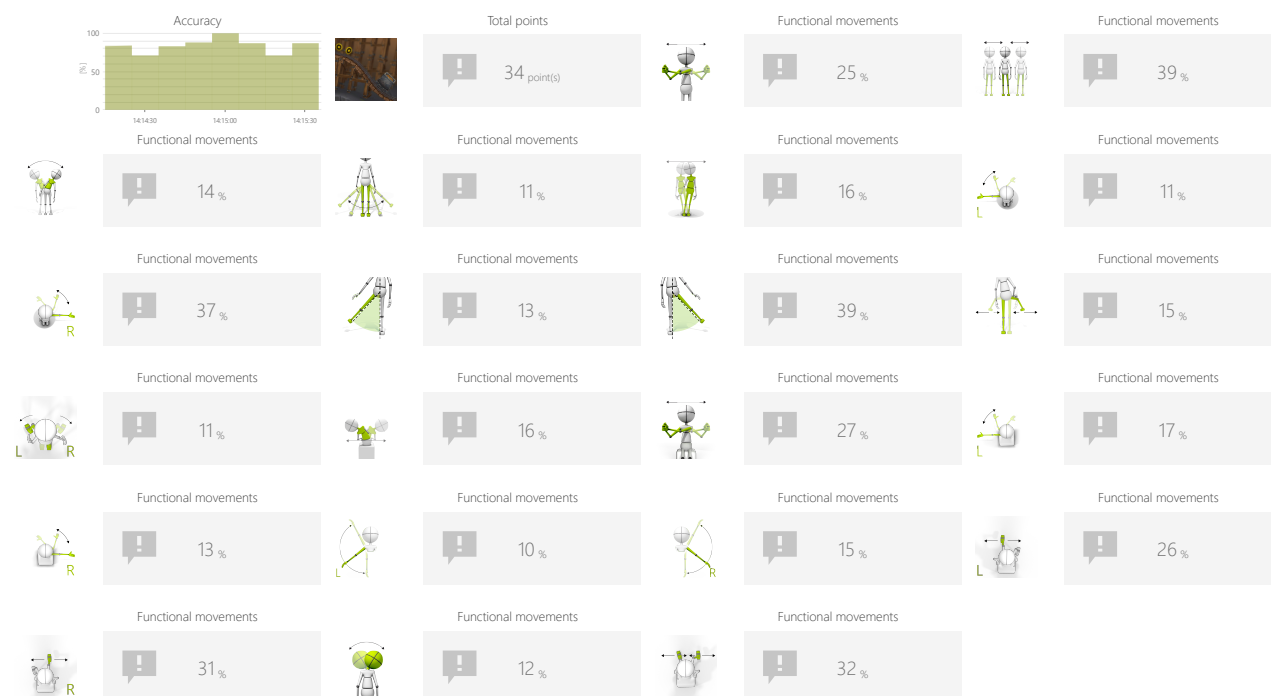 Accuracy
100
[%]
50
0
14:14:30 14:15:00 14:15:30
Total points
34 point(s)
Functional movements
25 %
Functional movements
39 %
Functional movements
14 %
Functional movements
11 %
Functional movements
16 %
L
Functional movements
11 %
R
Functional movements
37 %
Functional movements
13 %
Functional movements
39 %
Functional movements
15 %
L R
Functional movements
11 %
Functional movements
16 %
Functional movements
27 %
L
Functional movements
17 %
R
Functional movements
13 %
L
Functional movements
10 %
R
Functional movements
15 %
L
Functional movements
26 %
R
Functional movements
31 %
Functional movements
12 %
Functional movements
32 %